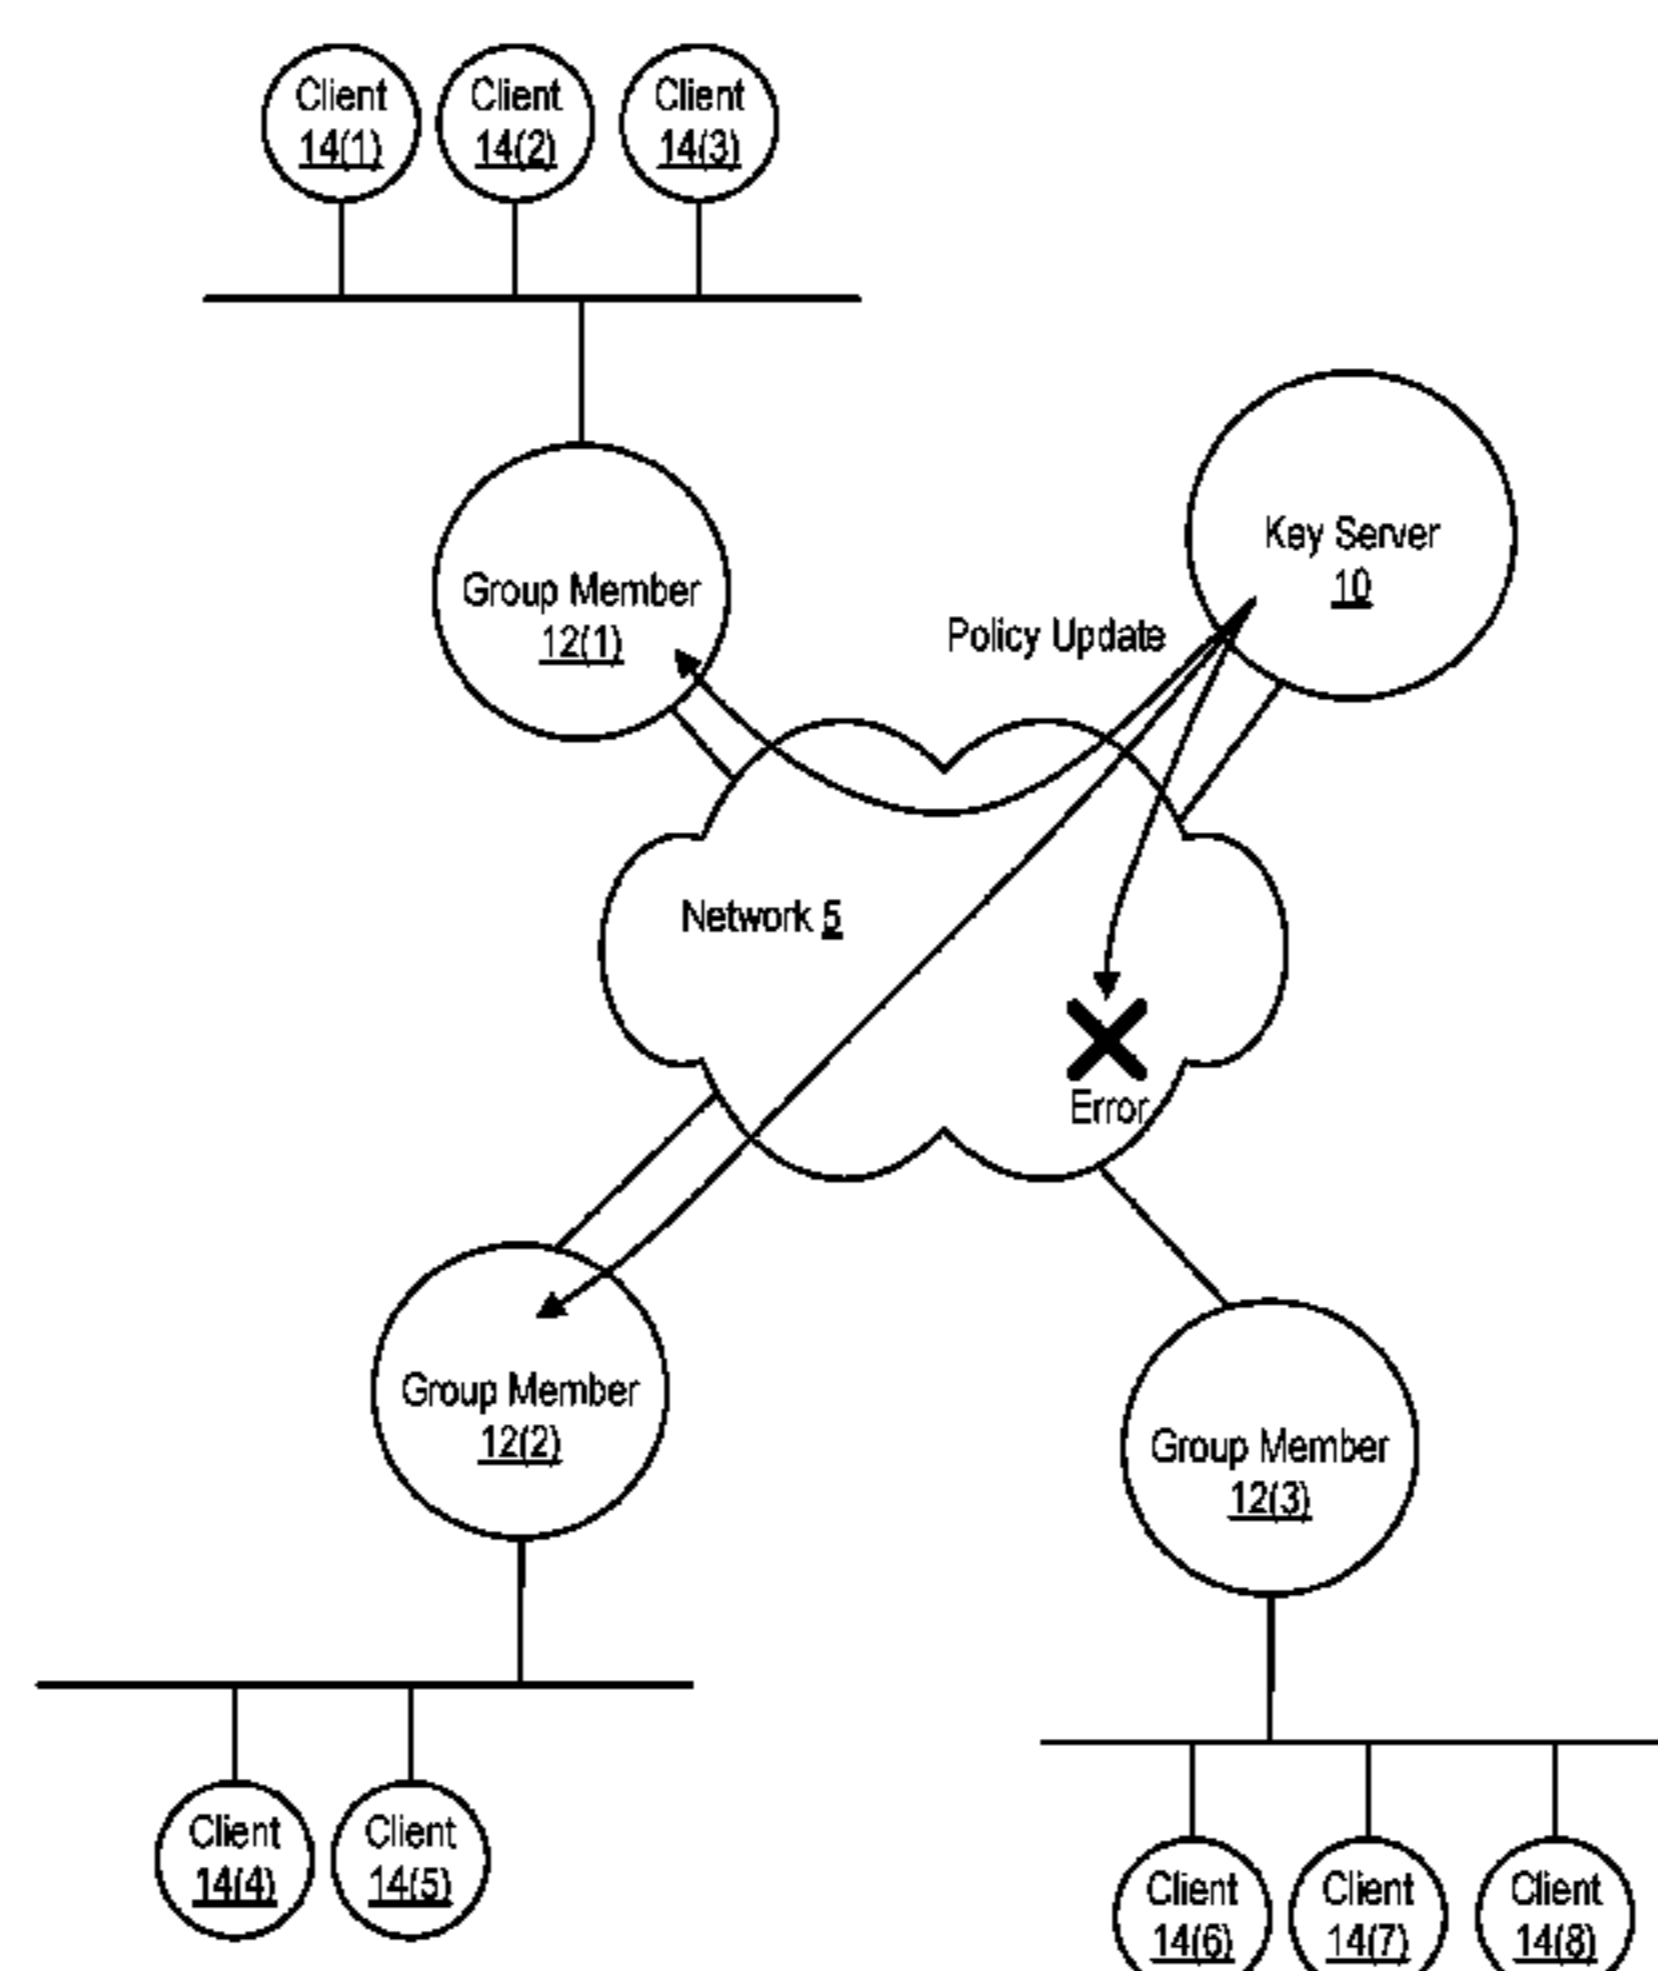 Client
14(1)
Client
14(2)
Client
14(3)
Key Server
10
Group Member
12(1)
Policy Update
Network 5
Error
Group Member
12(2)
Group Member
12(3)
Client
14(4)
Client
14(5)
Client
14(6)
Client
14(7)
Client
14(8)